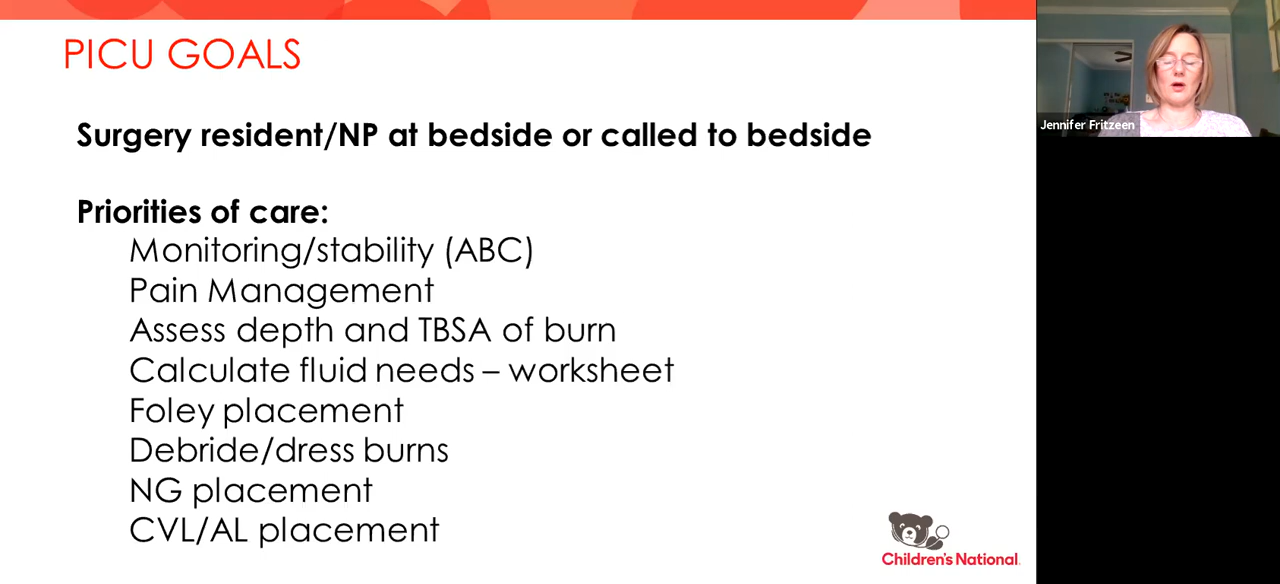 PICU GOALS
Surgery resident/NP at bedside or called to bedside
Priorities of care:
Monitoring/stability (ABC)
Pain Management
Assess depth and TBSA of burn
Calculate fluid needs – worksheet
Foley placement
Debride/dress burns
NG placement
CVL/AL placement
Children's National
Jennifer Fritzeen